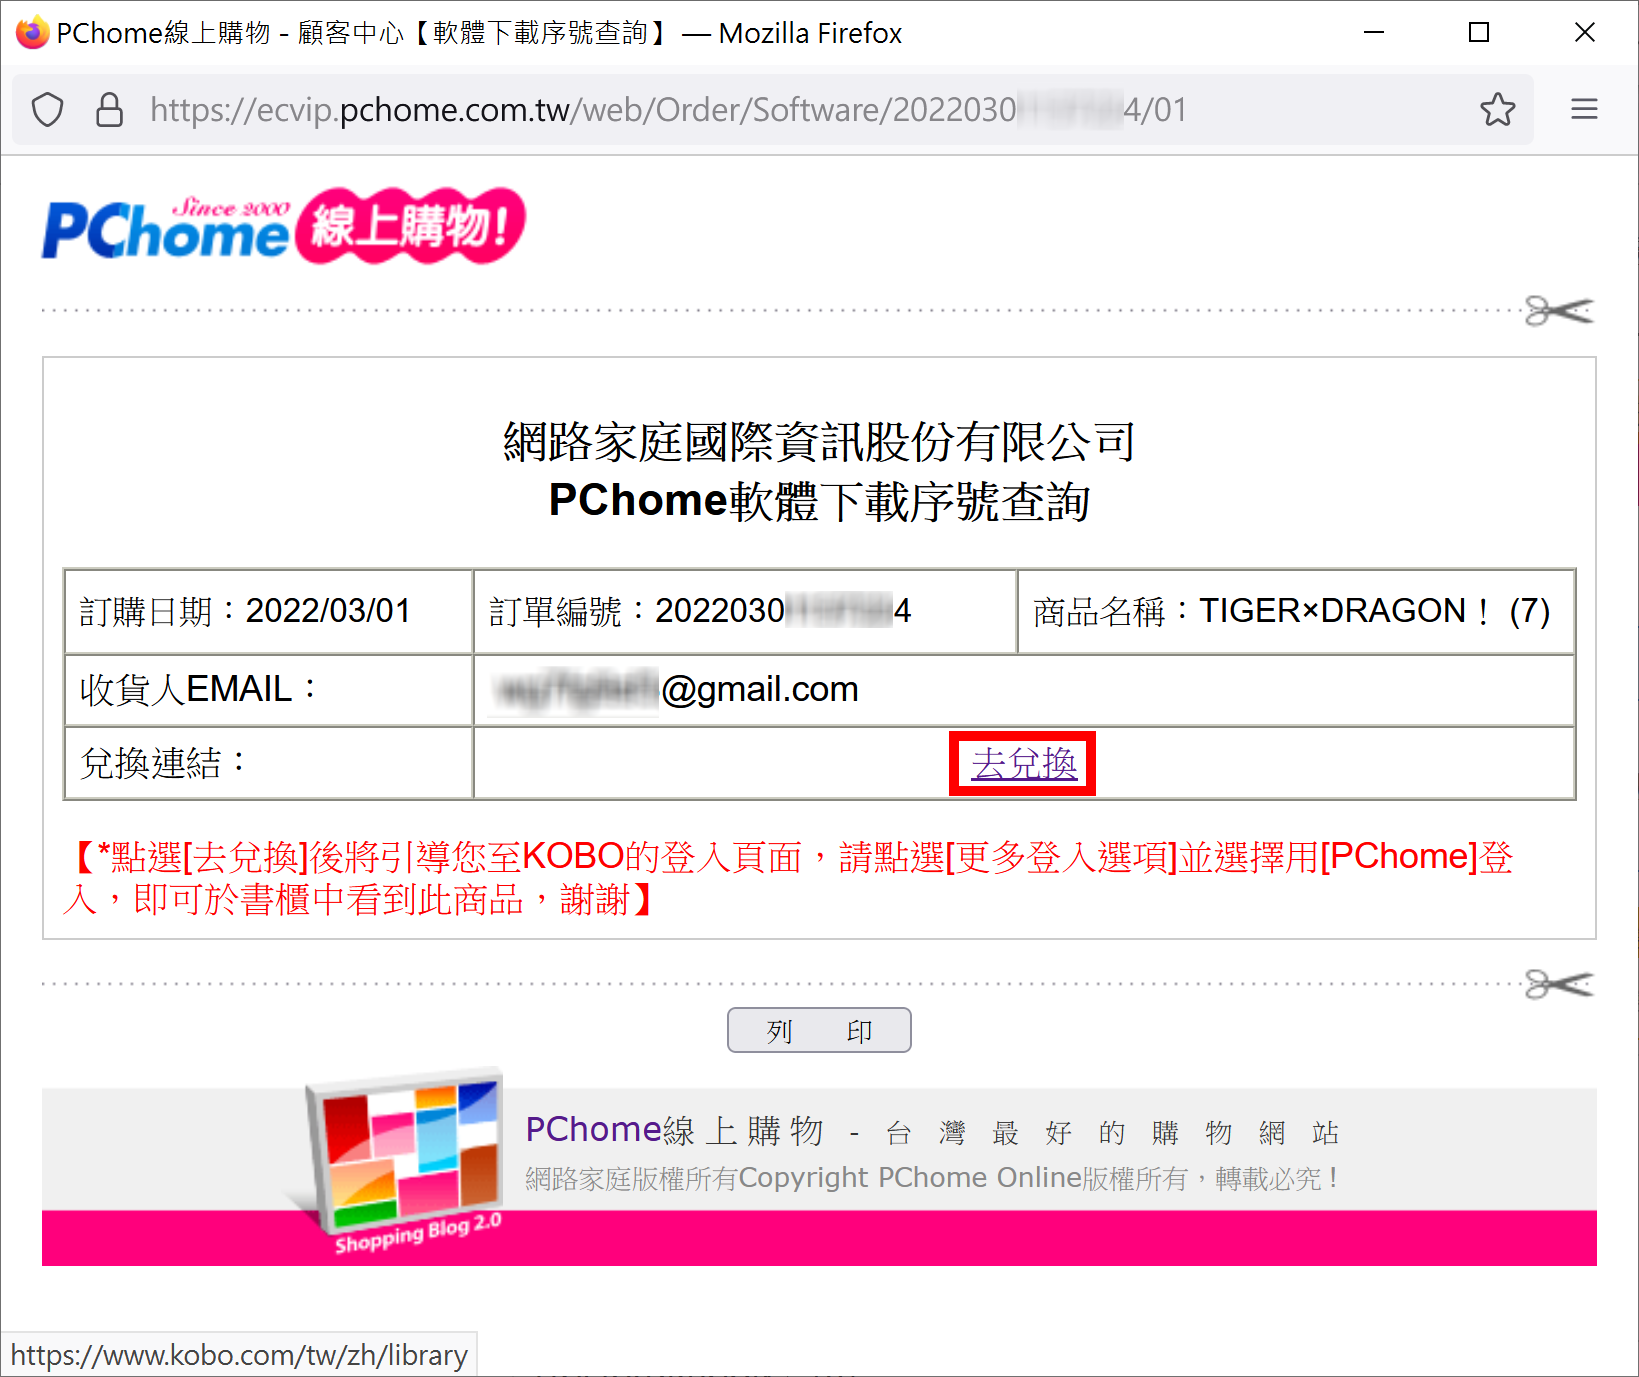 PChome線上購物 - 顧客中心【軟體下載序號查詢】 — Mozilla Firefox
https://ecvip.pchome.com.tw/web/Order/Software/2022030 4/01
PChome Since 2000 線上購物!
網路家庭國際資訊股份有限公司
PChome軟體下載序號查詢
訂購日期：2022/03/01 訂單編號：2022030 4 商品名稱：TIGER×DRAGON！ (7)
收貨人EMAIL： @gmail.com
兌換連結： 去兌換
【*點選[去兌換]後將引導您至KOBO的登入頁面，請點選[更多登入選項]並選擇用[PChome]登
入，即可於書櫃中看到此商品，謝謝】
列 印
PChome線上購物 - 台灣最好的購物網站
網路家庭版權所有Copyright PChome Online版權所有，轉載必究！
Shopping Blog 2.0
https://www.kobo.com/tw/zh/library